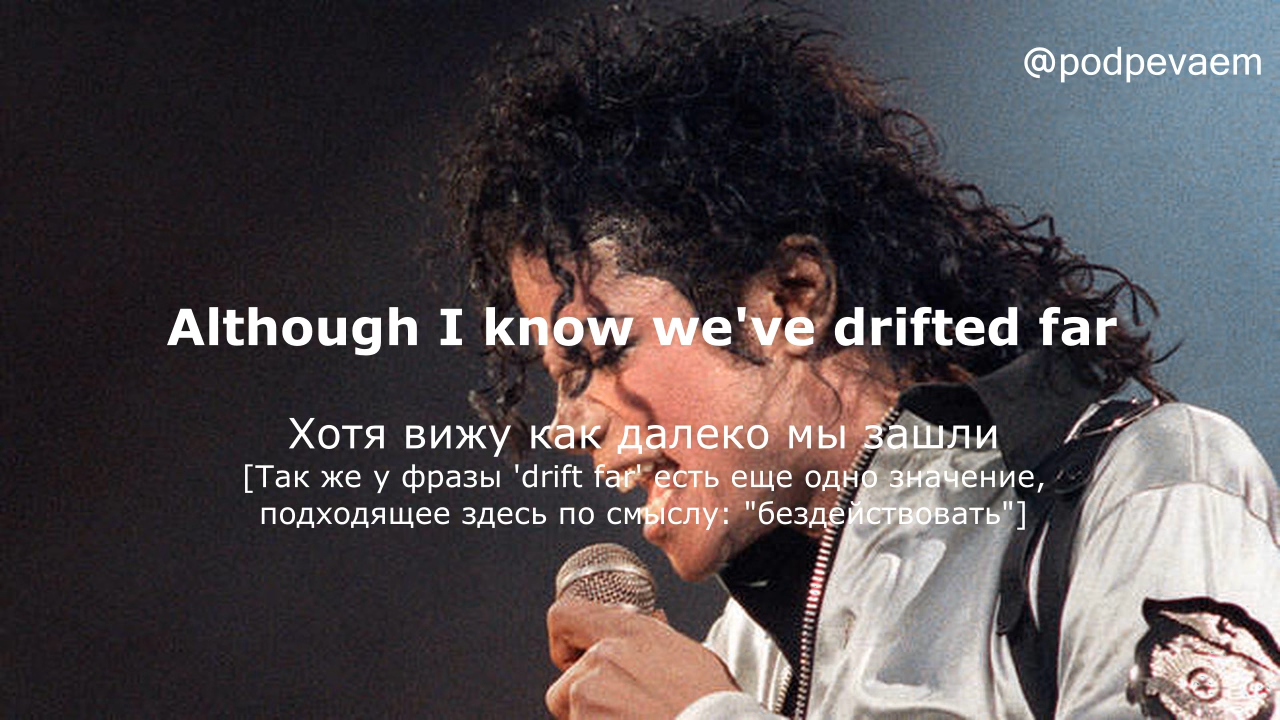 @podpevaem
Although I know we've drifted far
Хотя вижу как далеко мы зашли
[Так же у фразы 'drift far' есть еще одно значение,
подходящее здесь по смыслу: "бездействовать"]